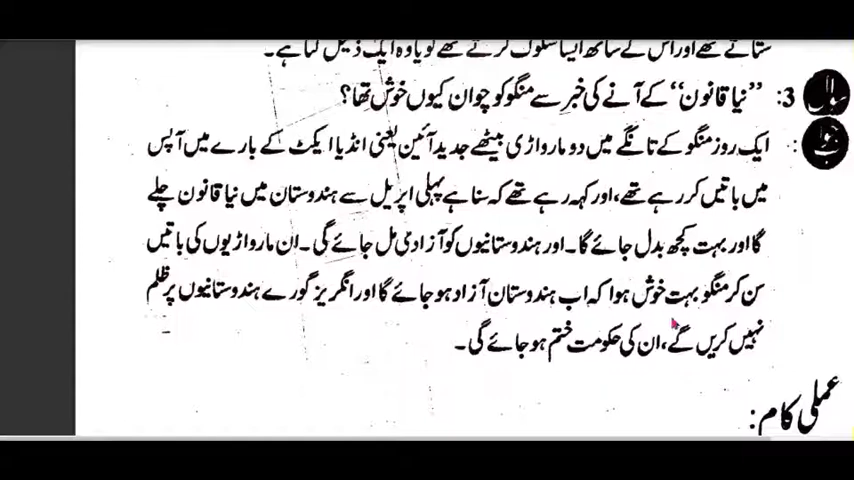 ستاتے تھے اور اس کے ساتھ ایسا سلوک کرتے تھے گویا وہ ایک ذلیل کتا ہے۔
سوال 3: ’’نیا قانون‘‘ کے آنے کی خبر سے منگو کو چوان کیوں خوش تھا؟
جواب: ایک روز منگو کے تانگے میں دو مارواڑی بیٹھے جدید آئین یعنی انڈیا ایکٹ کے بارے میں آپس
میں باتیں کر رہے تھے، اور کہہ رہے تھے کہ سنا ہے پہلی اپریل سے ہندوستان میں نیا قانون چلے
گا اور بہت کچھ بدل جائے گا۔ اور ہندوستانیوں کو آزادی مل جائے گی۔ ان مارواڑیوں کی باتیں
سن کر منگو بہت خوش ہوا کہ اب ہندوستان آزاد ہو جائے گا اور انگریز گورے ہندوستانیوں پر ظلم
نہیں کریں گے، ان کی حکومت ختم ہو جائے گی۔
عملی کام: